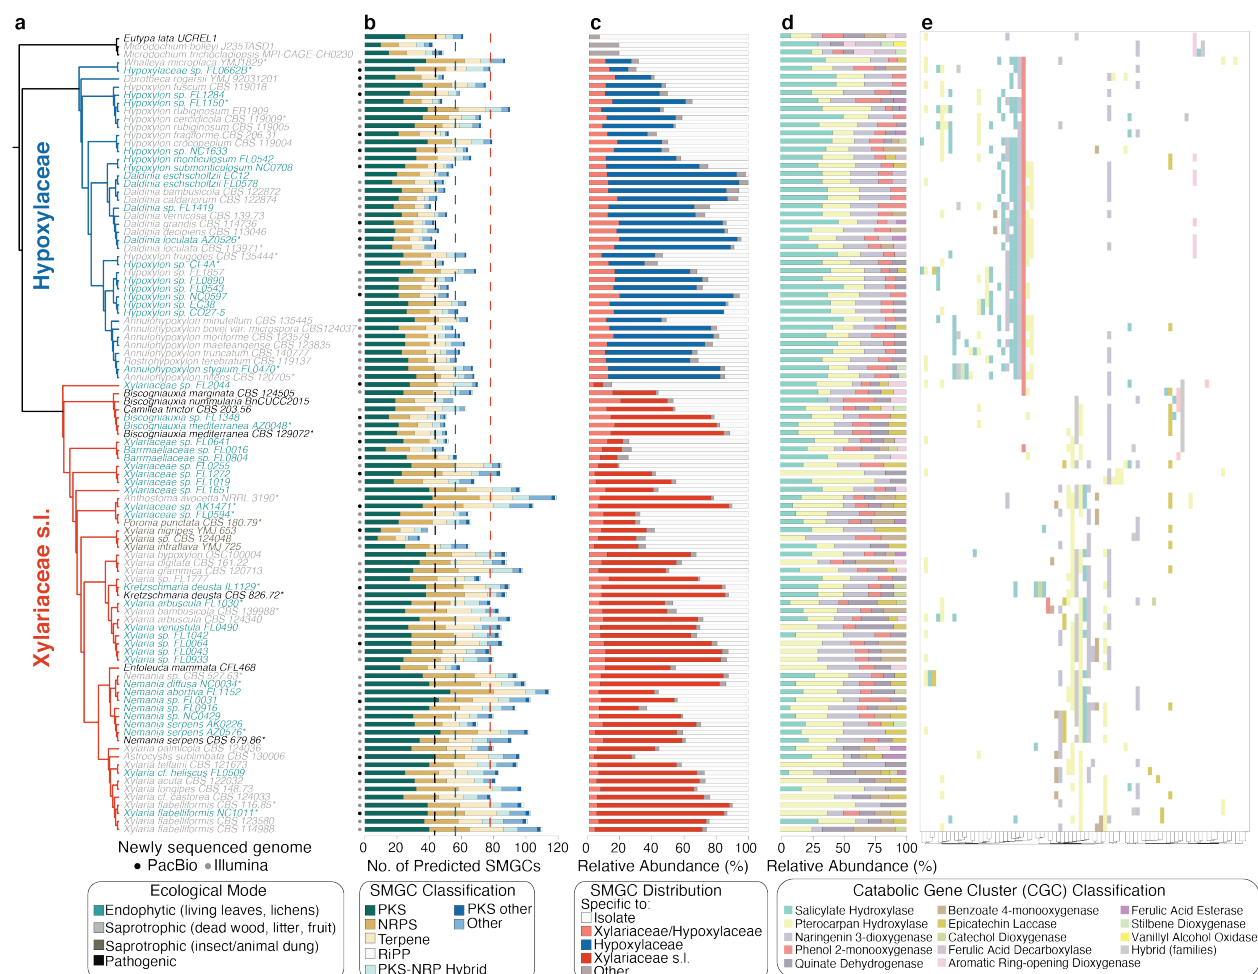 a
b
c
d
e
Hypoxylaceae
Xylariaceae s.l.
Eutypa lata UCREL1
Microdochium bolleyi J235TASD1
Microdochium trichocladiopsis MPI-CAGE-CH0230
Whalleya microplaca YMJ1829*
Hypoxylaceae sp. FL0662B*
Durotheca rogersii YMJ 92031201
Hypoxylon fuscum CBS 119018
Hypoxylon sp. FL1284
Hypoxylon sp. FL1150*
Hypoxylon rubiginosum ER1909
Hypoxylon cercidicola CBS 119009*
Hypoxylon rubiginosum CBS 119005
Hypoxylon fragiforme CBS 206.31
Hypoxylon crocopeplum CBS 119004
Hypoxylon sp. NC1633
Hypoxylon monticulosum FL0542
Hypoxylon submonticulosum NC0708
Daldinia eschscholtzii EC12
Daldinia eschscholtzii FL0578
Daldinia bambusicola CBS 122872
Daldinia caldariorum CBS 122874
Daldinia sp. FL1419
Daldinia vernicosa CBS 139.73
Daldinia grandis CBS 114736
Daldinia decipiens CBS 113046
Daldinia loculata AZ0526*
Daldinia loculata CBS 113971*
Hypoxylon trugodes CBS 135444*
Hypoxylon sp. CI-4A*
Hypoxylon sp. FL1857
Hypoxylon sp. FL0890
Hypoxylon sp. FL0543
Hypoxylon sp. NC0597
Hypoxylon sp. EC38
Hypoxylon sp. CO27-5
Annulohypoxylon minutellum CBS 135445
Annulohypoxylon bovei var. microspora CBS124037
Annulohypoxylon moriforme CBS 123579
Annulohypoxylon maeteangense CBS 123835
Annulohypoxylon truncatum CBS 140777
Rostrohypoxylon terebratum CBS 119137
Annulohypoxylon stygium FL0470*
Annulohypoxylon nitens CBS 120705*
Xylariaceae sp. FL2044
Biscogniauxia marginata CBS 124505
Biscogniauxia nummularia BnCUCC2015
Camillea tinctor CBS 203.56
Biscogniauxia sp. FL1348
Biscogniauxia mediterranea AZ0048*
Biscogniauxia mediterranea CBS 129072*
Xylariaceae sp. FL0641
Barrmaeliaceae sp. FL0016
Barrmaeliaceae sp. FL0804
Xylariaceae sp. FL0255
Xylariaceae sp. FL1272
Xylariaceae sp. FL1019
Xylariaceae sp. FL1651
Anthostoma avocetta NRRL 3190*
Xylariaceae sp. AK1471*
Xylariaceae sp. FL0594*
Poronia punctata CBS 180.79*
Xylaria nigripes YMJ 653
Xylaria sp. CBS 124048
Xylaria intraflava YMJ 725
Xylaria hypoxylon OSC100004
Xylaria digitata CBS 161.22
Xylaria grammica CBS 120713
Xylaria sp. FL1777
Kretzschmaria deusta IL1129*
Kretzschmaria deusta CBS 826.72*
Xylaria arbuscula FL1030*
Xylaria bambusicola CBS 139988*
Xylaria arbuscula CBS 124340
Xylaria venustula FL0490
Xylaria sp. FL1042
Xylaria sp. FL0064
Xylaria sp. FL0043
Xylaria sp. FL0933
Entoleuca mammata CFL468
Nemania sp. CBS 527.63*
Nemania diffusa NC0034*
Nemania abortiva FL1152
Nemania sp. FL0031
Nemania sp. FL0916
Nemania sp. NC0429
Nemania serpens AK0226
Nemania serpens AZ0576*
Nemania serpens CBS 679.86*
Xylaria palmicola CBS 124036
Astrocystis sublimbata CBS 130006
Xylaria telfairii CBS 121673
Xylaria cf. heliscus FL0509
Xylaria acuta CBS 122032
Xylaria longipes CBS 148.73
Xylaria cf. castorea CBS 124033
Xylaria flabelliformis CBS 116.85*
Xylaria flabelliformis NC1011*
Xylaria flabelliformis CBS 123580
Xylaria flabelliformis CBS 114988
Newly sequenced genome
PacBio Illumina
0 20 40 60 80 100 120
No. of Predicted SMGCs
0 20 40 60 80 100
Relative Abundance (%)
0 25 50 75 100
Relative Abundance (%)
Ecological Mode
Endophytic (living leaves, lichens)
Saprotrophic (dead wood, litter, fruit)
Saprotrophic (insect/animal dung)
Pathogenic
SMGC Classification
PKS
NRPS
Terpene
RiPP
PKS-NRP Hybrid
PKS other
Other
SMGC Distribution
Specific to:
Isolate
Xylariaceae/Hypoxylaceae
Hypoxylaceae
Xylariaceae s.l.
Other
Catabolic Gene Cluster (CGC) Classification
Salicylate Hydroxylase
Pterocarpan Hydroxylase
Naringenin 3-dioxygenase
Phenol 2-monooxygenase
Quinate Dehydrogenase
Benzoate 4-monooxygenase
Epicatechin Laccase
Catechol Dioxygenase
Ferulic Acid Decarboxylase
Aromatic Ring-opening Dioxygenase
Ferulic Acid Esterase
Stilbene Dioxygenase
Vanillyl Alcohol Oxidase
Hybrid (families)